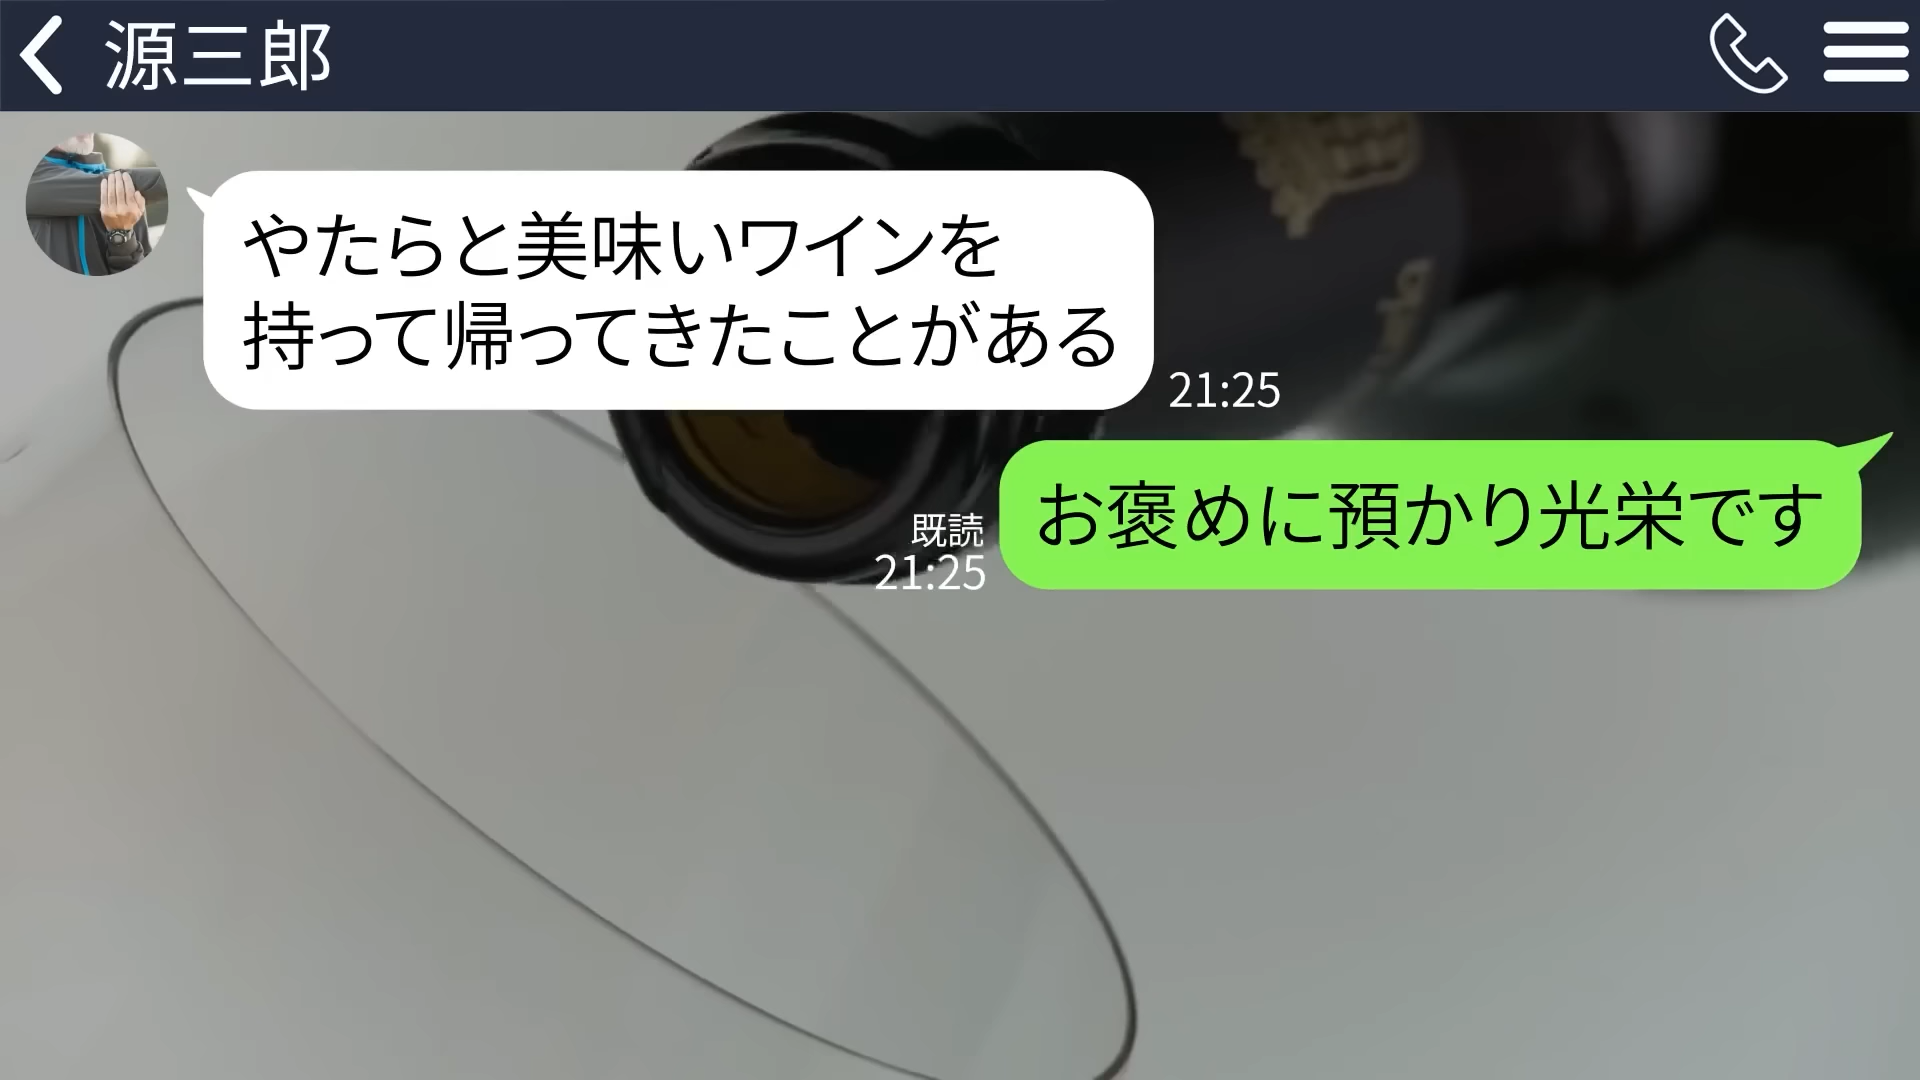 源三郎
やたらと美味いワインを
持って帰ってきたことがある
21:25
お褒めに預かり光栄です
既読
21:25